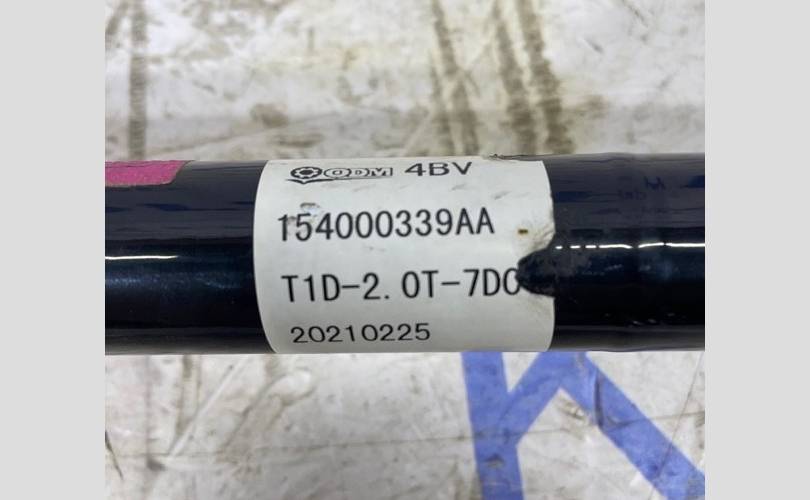 ODM 4BV
154000339AA
T1D-2.0T-7DC
20210225
K